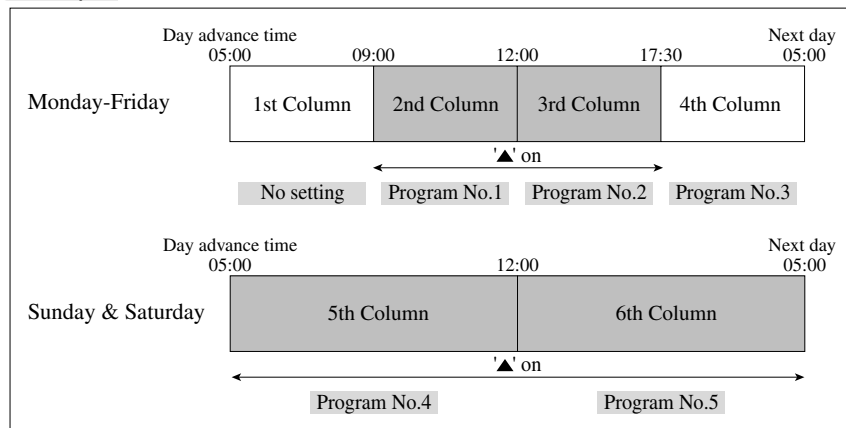 Day advance time Next day
05:00 09:00 12:00 17:30 05:00
Monday-Friday 1st Column 2nd Column 3rd Column 4th Column
'▲' on
No setting Program No.1 Program No.2 Program No.3
Day advance time Next day
05:00 12:00 05:00
Sunday & Saturday 5th Column 6th Column
'▲' on
Program No.4 Program No.5